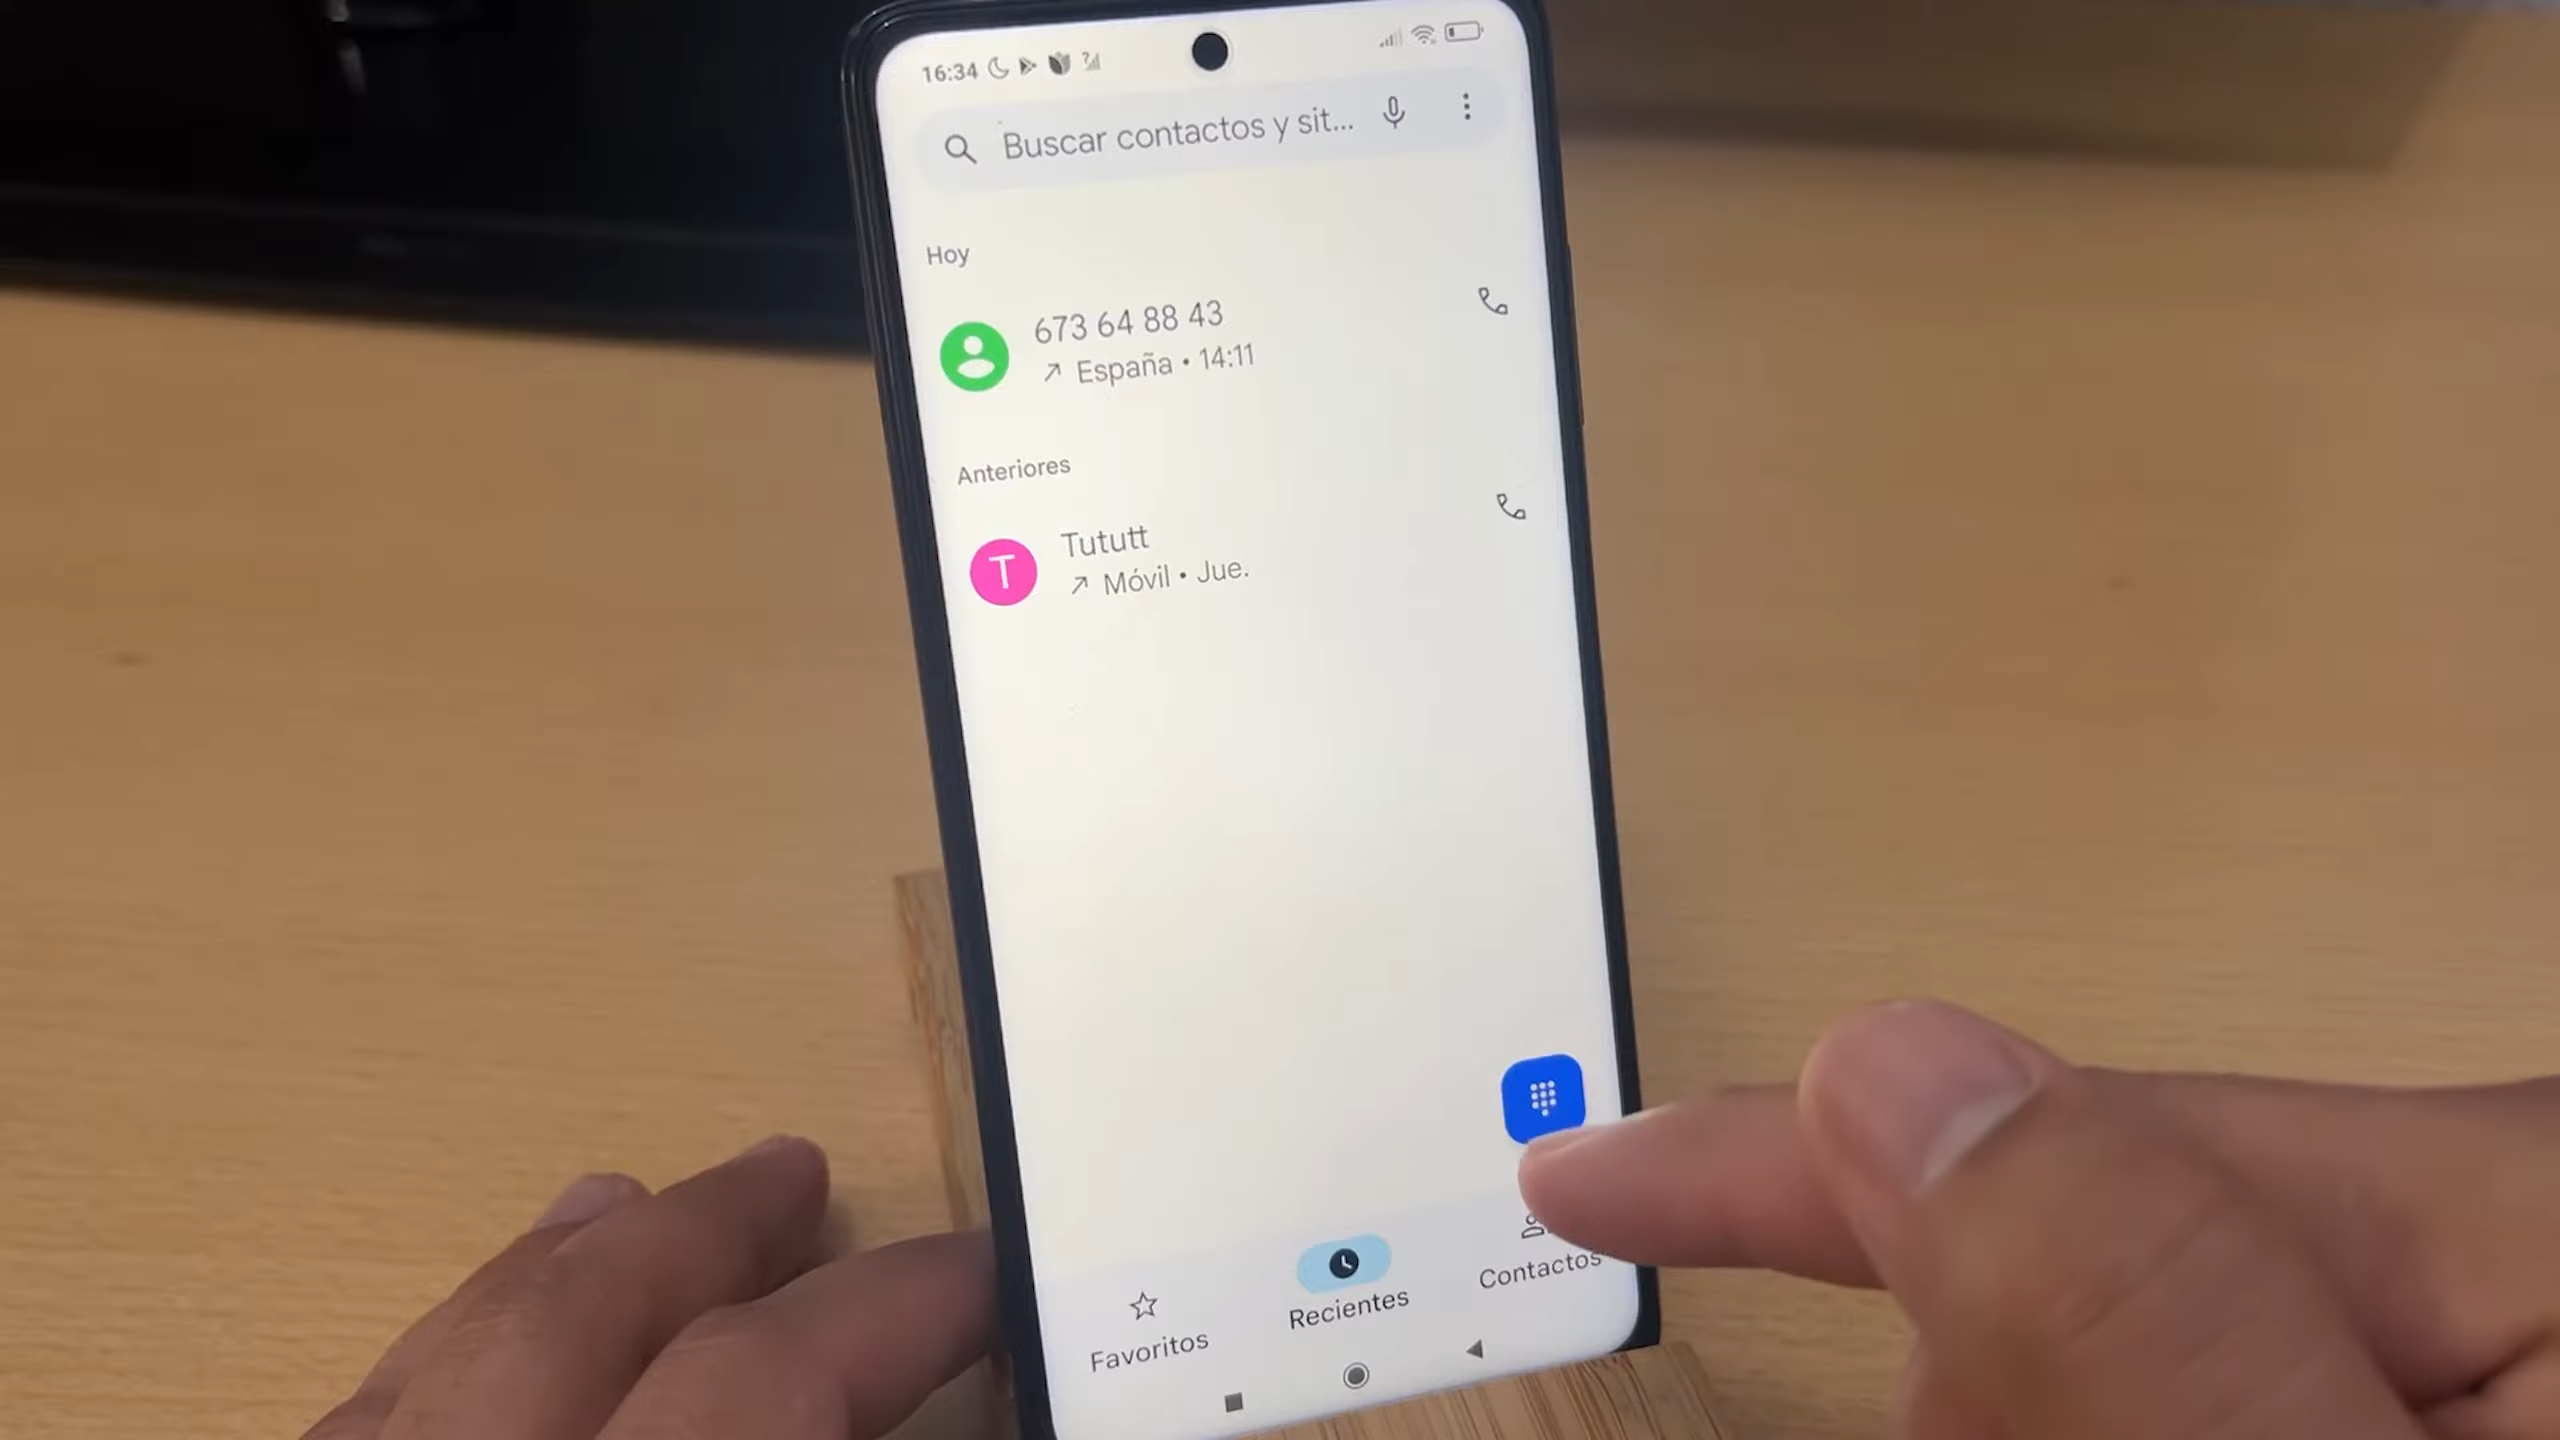 16:34
Buscar contactos y sit...
Hoy
673 64 88 43
España • 14:11
Anteriores
T
Tututt
Móvil • Jue.
Favoritos
Recientes
Contactos